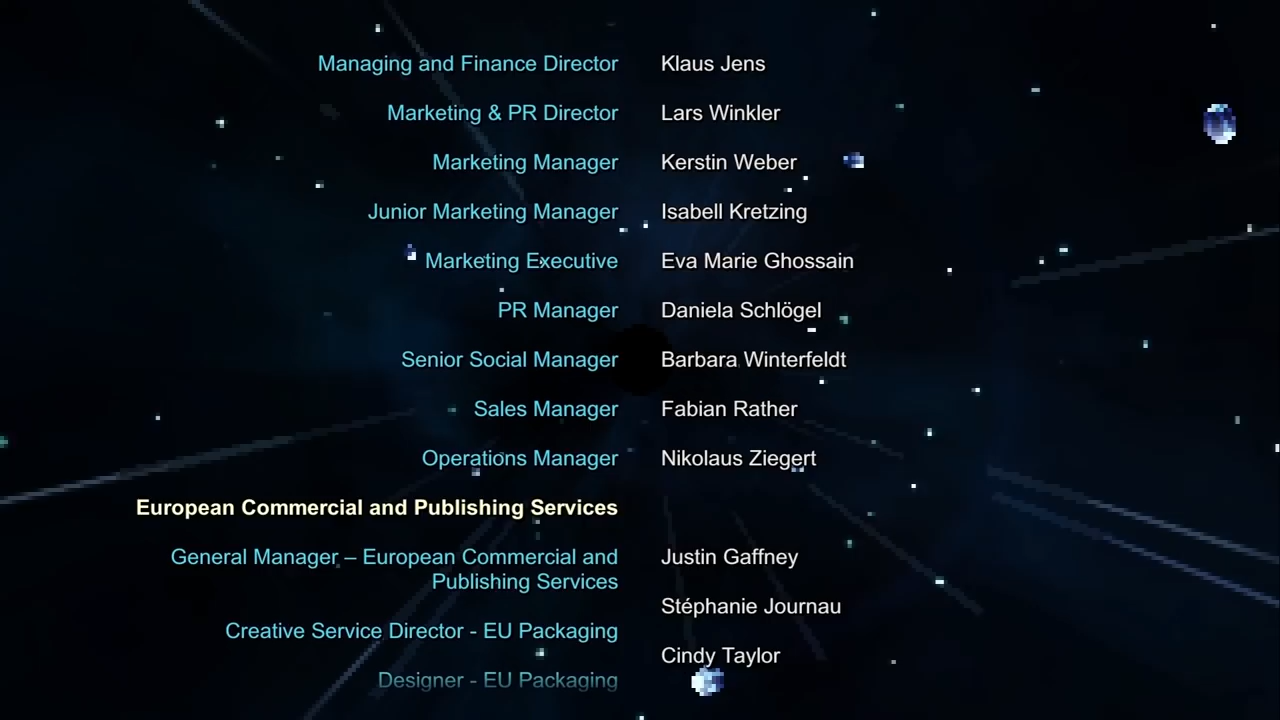 Managing and Finance Director Klaus Jens
Marketing & PR Director Lars Winkler
Marketing Manager Kerstin Weber
Junior Marketing Manager Isabell Kretzing
Marketing Executive Eva Marie Ghossain
PR Manager Daniela Schlögel
Senior Social Manager Barbara Winterfeldt
Sales Manager Fabian Rather
Operations Manager Nikolaus Ziegert
European Commercial and Publishing Services
General Manager – European Commercial and Justin Gaffney
Publishing Services
Stéphanie Journau
Creative Service Director - EU Packaging
Cindy Taylor
Designer - EU Packaging